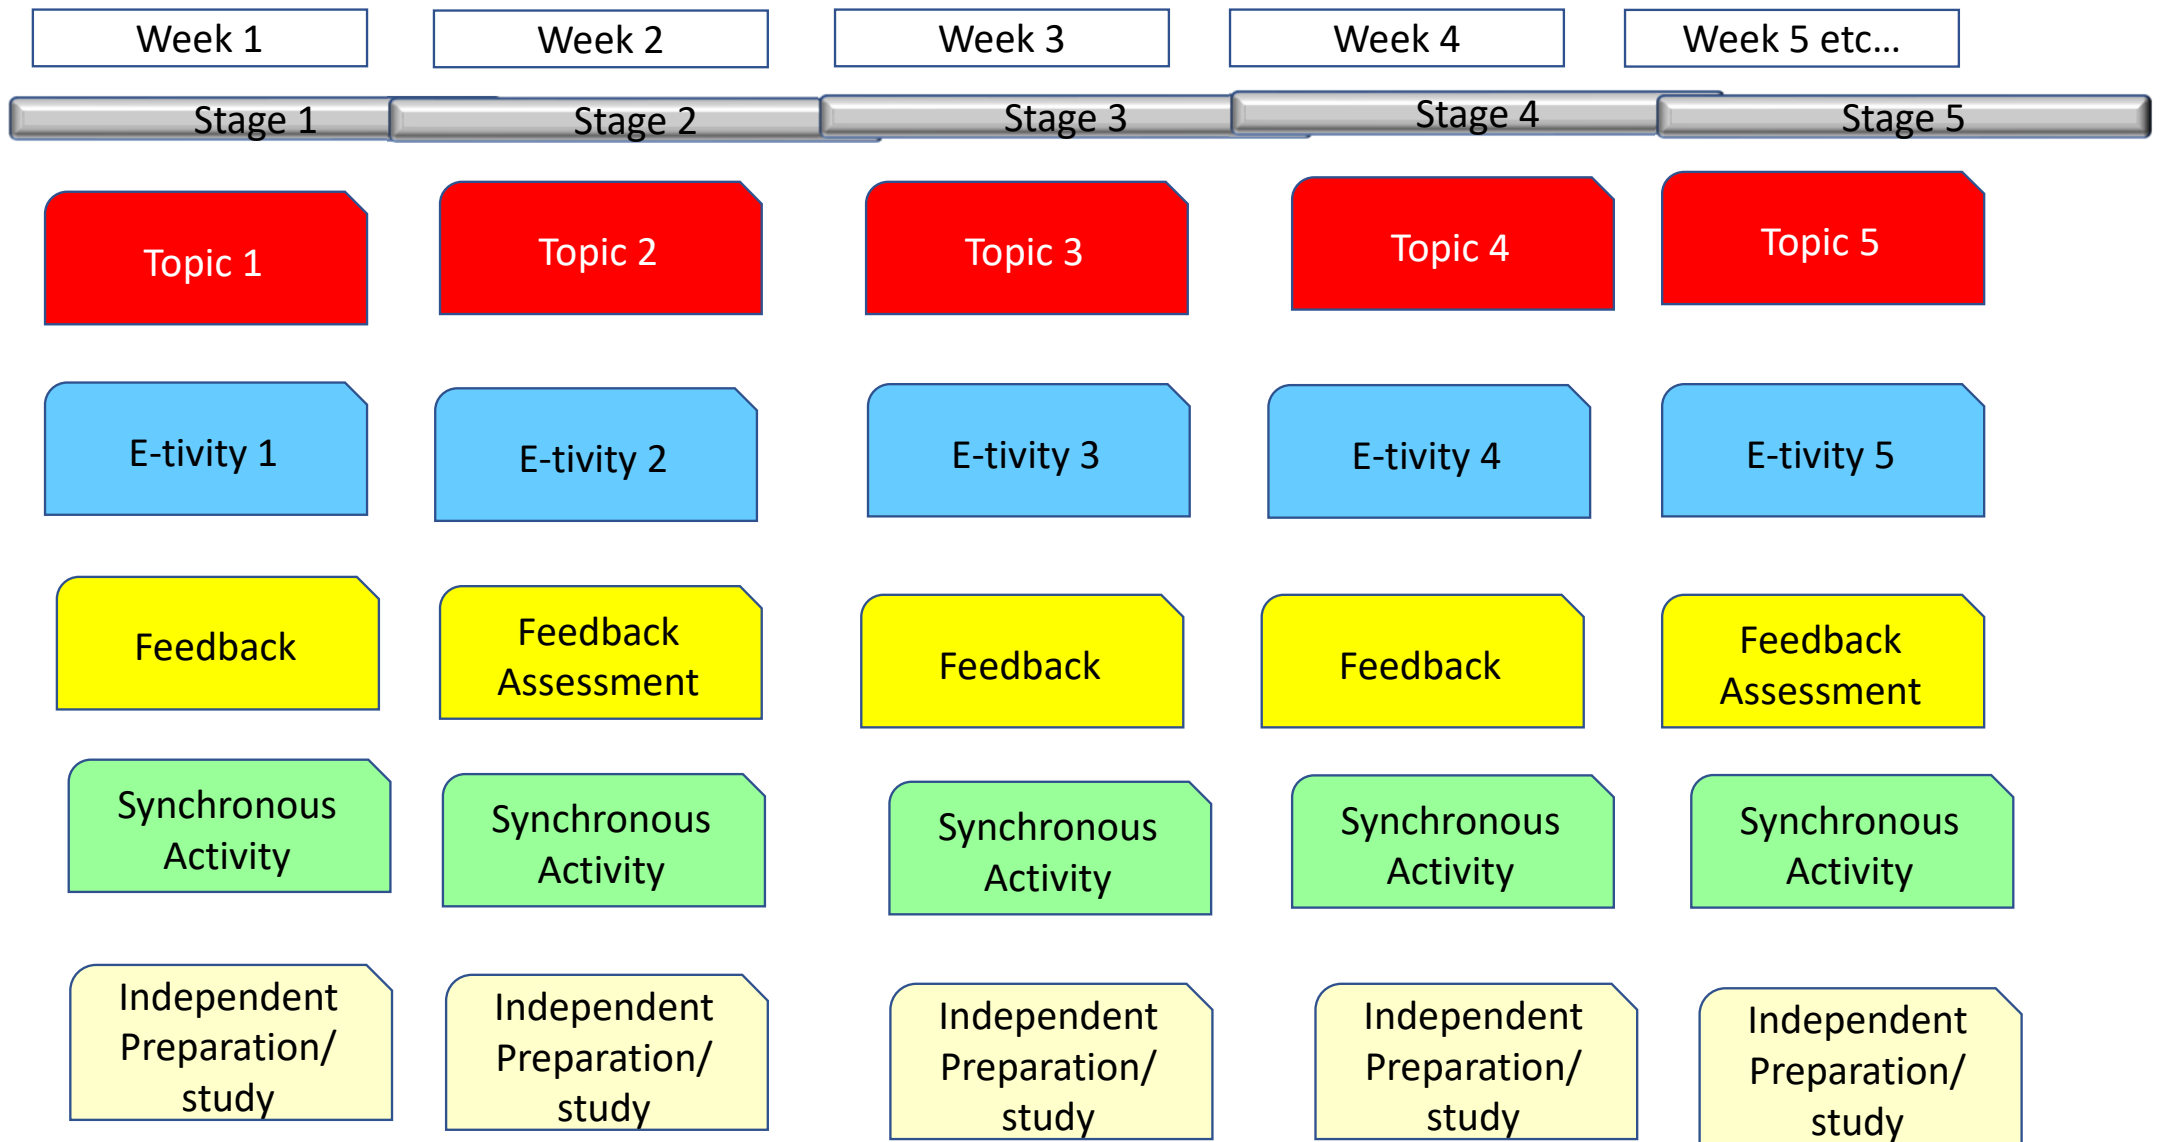 Week 1
Week 2
Week 3
Week 4
Week 5 etc...
Stage 1
Stage 2
Stage 3
Stage 4
Stage 5
Topic 1
Topic 2
Topic 3
Topic 4
Topic 5
E-tivity 1
E-tivity 2
E-tivity 3
E-tivity 4
E-tivity 5
Feedback
Feedback
Assessment
Feedback
Feedback
Feedback
Assessment
Synchronous
Activity
Synchronous
Activity
Synchronous
Activity
Synchronous
Activity
Synchronous
Activity
Independent
Preparation/
study
Independent
Preparation/
study
Independent
Preparation/
study
Independent
Preparation/
study
Independent
Preparation/
study